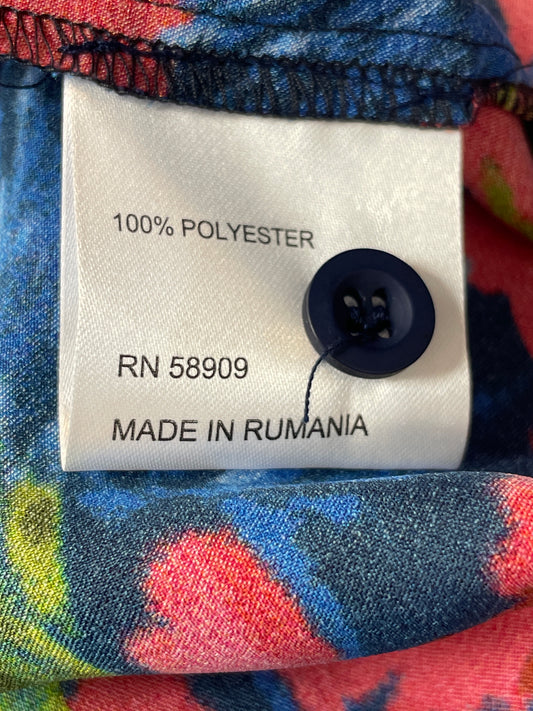 100% POLYESTER
RN 58909
MADE IN RUMANIA